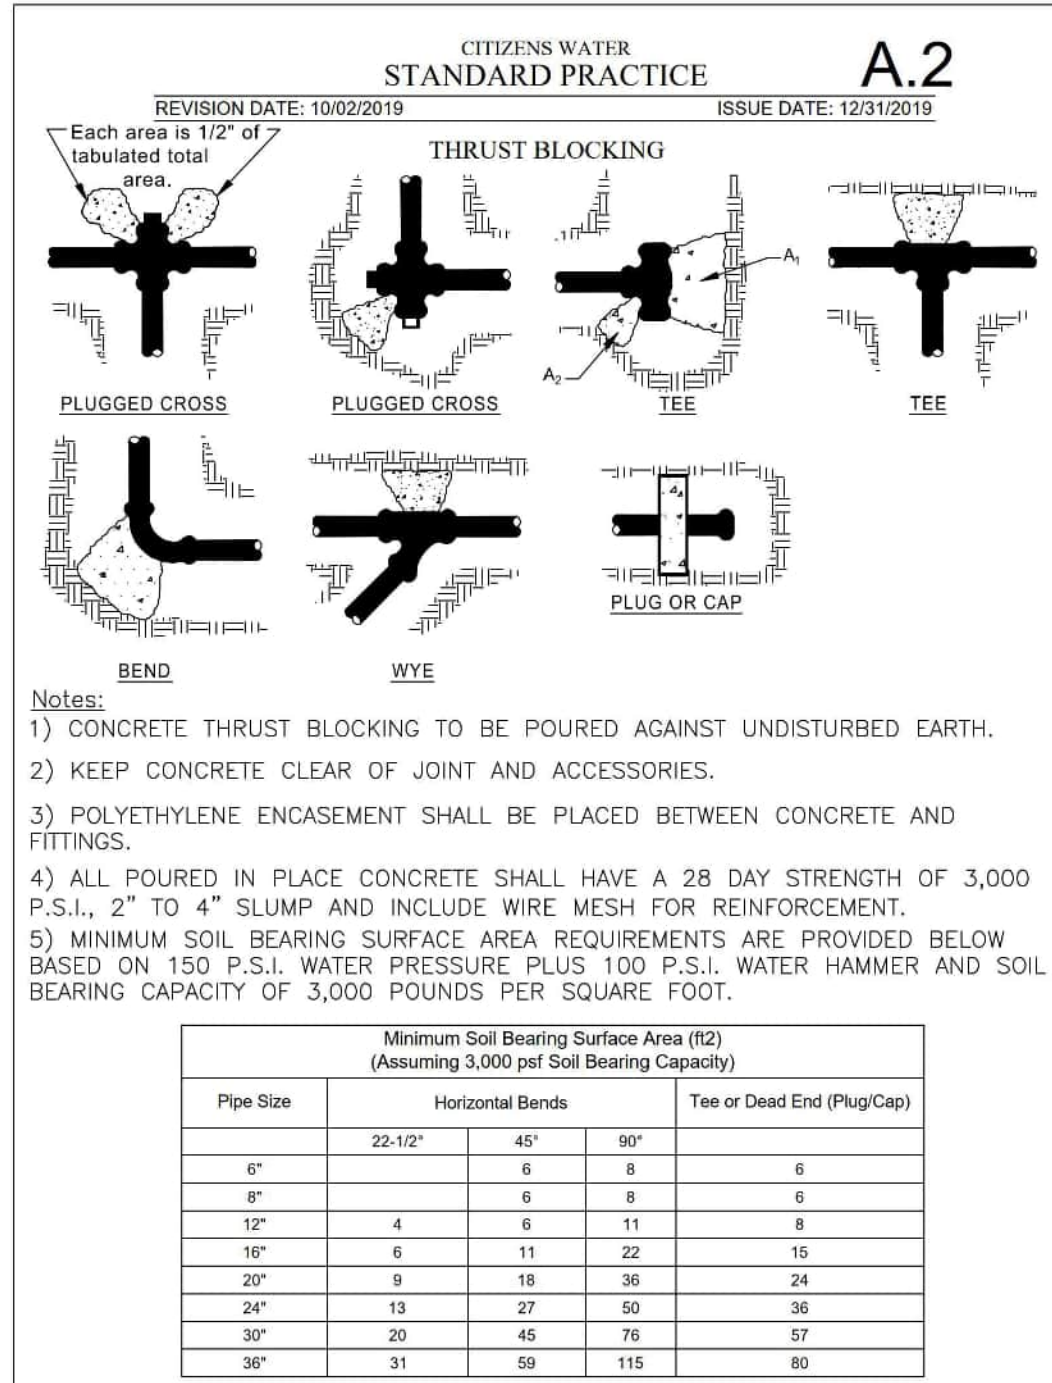 CITIZENS WATER
STANDARD PRACTICE
A.2
REVISION DATE: 10/02/2019 ISSUE DATE: 12/31/2019
Each area is 1/2" of
tabulated total
area.
THRUST BLOCKING
A1
A2
PLUGGED CROSS PLUGGED CROSS TEE TEE
BEND WYE PLUG OR CAP
Notes:
1) CONCRETE THRUST BLOCKING TO BE POURED AGAINST UNDISTURBED EARTH.
2) KEEP CONCRETE CLEAR OF JOINT AND ACCESSORIES.
3) POLYETHYLENE ENCASEMENT SHALL BE PLACED BETWEEN CONCRETE AND
FITTINGS.
4) ALL POURED IN PLACE CONCRETE SHALL HAVE A 28 DAY STRENGTH OF 3,000
P.S.I., 2” TO 4” SLUMP AND INCLUDE WIRE MESH FOR REINFORCEMENT.
5) MINIMUM SOIL BEARING SURFACE AREA REQUIREMENTS ARE PROVIDED BELOW
BASED ON 150 P.S.I. WATER PRESSURE PLUS 100 P.S.I. WATER HAMMER AND SOIL
BEARING CAPACITY OF 3,000 POUNDS PER SQUARE FOOT.
Minimum Soil Bearing Surface Area (ft2)
(Assuming 3,000 psf Soil Bearing Capacity)
Pipe Size Horizontal Bends Tee or Dead End (Plug/Cap)
22-1/2° 45° 90°
6" 6 8 6
8" 6 8 6
12" 4 6 11 8
16" 6 11 22 15
20" 9 18 36 24
24" 13 27 50 36
30" 20 45 76 57
36" 31 59 115 80